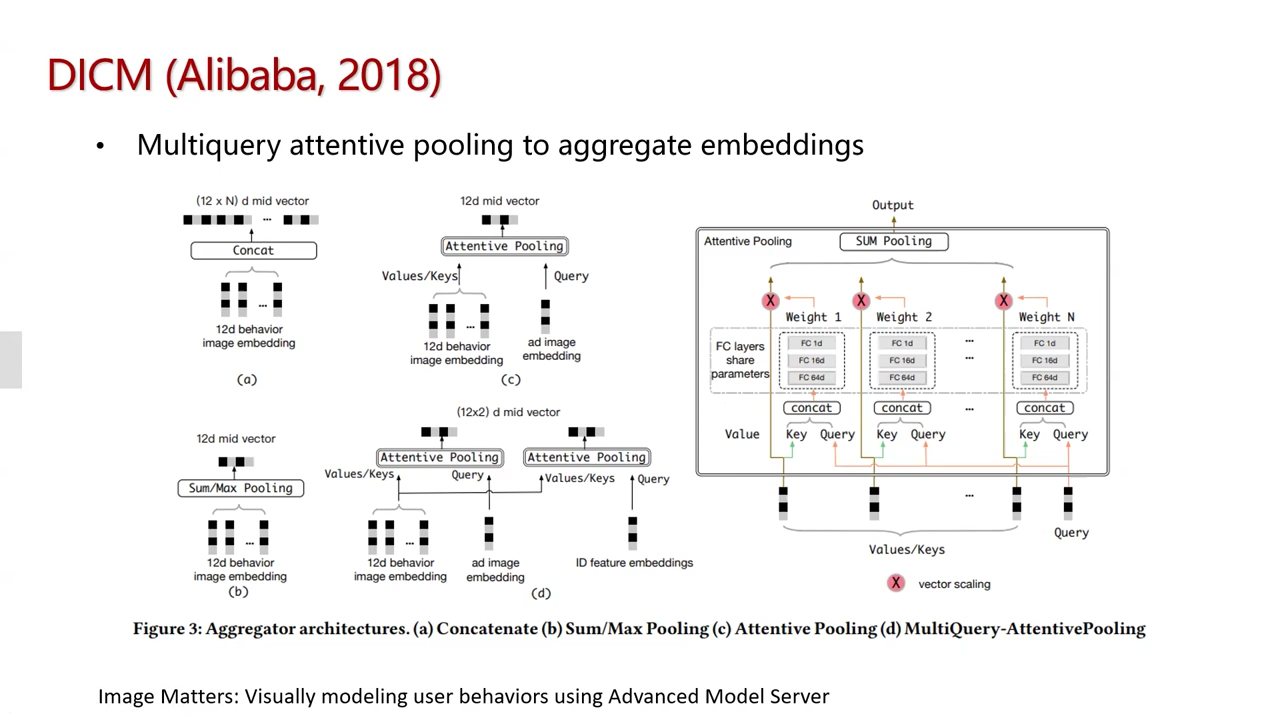 DICM (Alibaba, 2018)
• Multiquery attentive pooling to aggregate embeddings
(12 x N) d mid vector
...
Concat
...
12d behavior
image embedding
(a)
12d mid vector
Sum/Max Pooling
...
12d behavior
image embedding
(b)
12d mid vector
Attentive Pooling
Values/Keys
Query
...
12d behavior
image embedding
ad image
embedding
(c)
(12x2) d mid vector
Attentive Pooling
Attentive Pooling
Values/Keys
Query
Values/Keys
Query
...
12d behavior
image embedding
ad image
embedding
ID feature embeddings
(d)
Output
Attentive Pooling
SUM Pooling
X
X
X
Weight 1
Weight 2
Weight N
FC layers
share
parameters
FC 1d
FC 16d
FC 64d
FC 1d
FC 16d
FC 64d
...
...
FC 1d
FC 16d
FC 64d
concat
concat
...
concat
Value
Key Query
Key Query
Key Query
...
Query
Values/Keys
X vector scaling
Figure 3: Aggregator architectures. (a) Concatenate (b) Sum/Max Pooling (c) Attentive Pooling (d) MultiQuery-AttentivePooling
Image Matters: Visually modeling user behaviors using Advanced Model Server